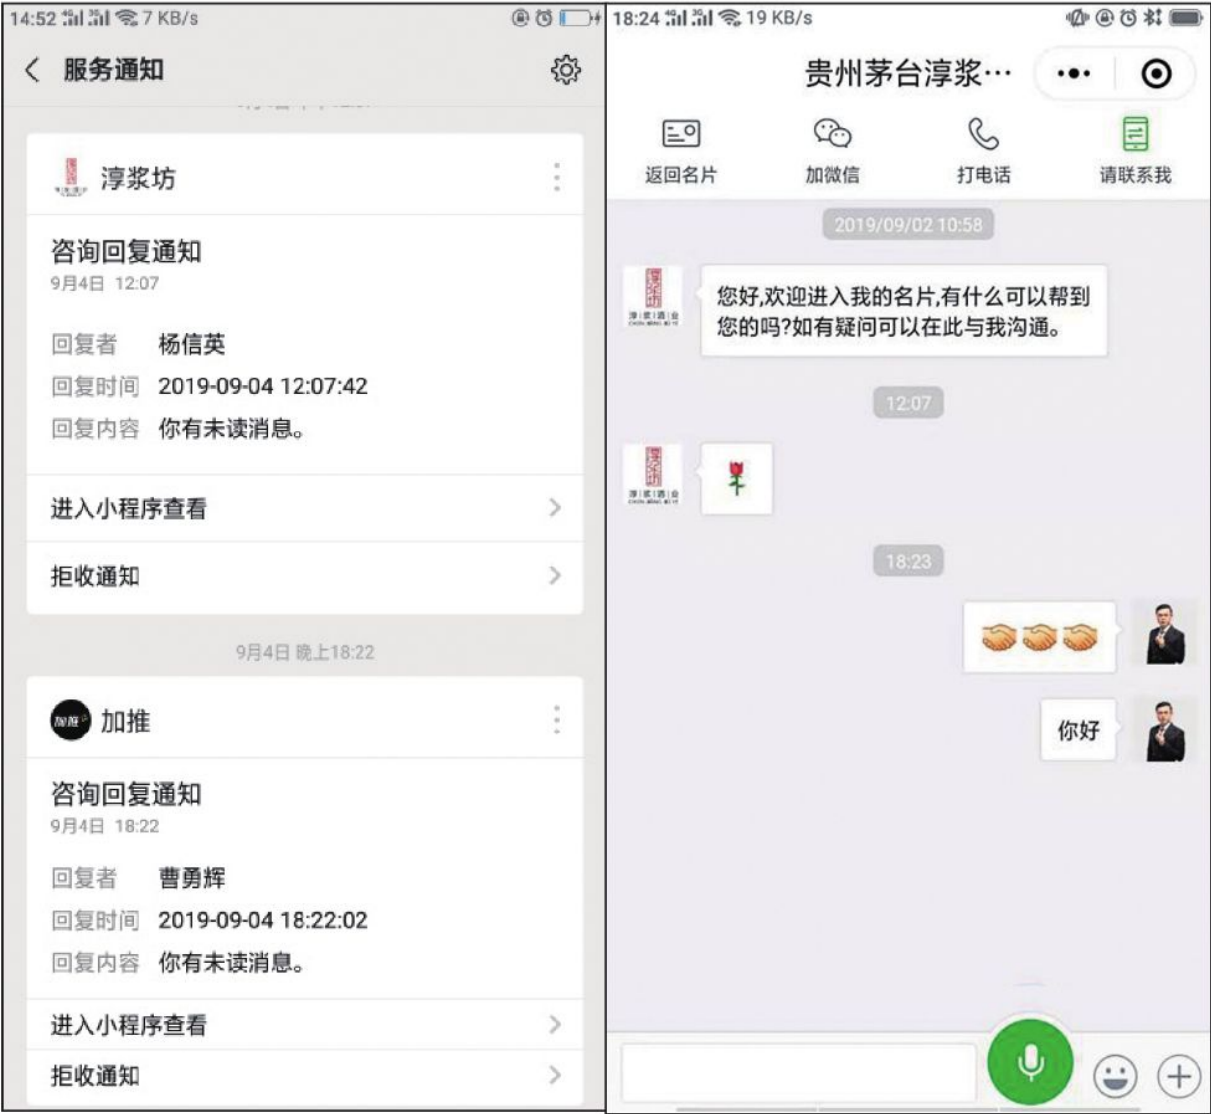 14:52 7 KB/s
服务通知
淳浆坊
咨询回复通知
9月4日 12:07
回复者 杨信英
回复时间 2019-09-04 12:07:42
回复内容 你有未读消息。
进入小程序查看
拒收通知
9月4日 晚上18:22
加推
加推
咨询回复通知
9月4日 18:22
回复者 曹勇辉
回复时间 2019-09-04 18:22:02
回复内容 你有未读消息。
进入小程序查看
拒收通知
18:24 19 KB/s
贵州茅台淳浆…
返回名片 加微信 打电话 请联系我
2019/09/02 10:58
您好,欢迎进入我的名片,有什么可以帮到
您的吗?如有疑问可以在此与我沟通。
12:07
18:23
你好